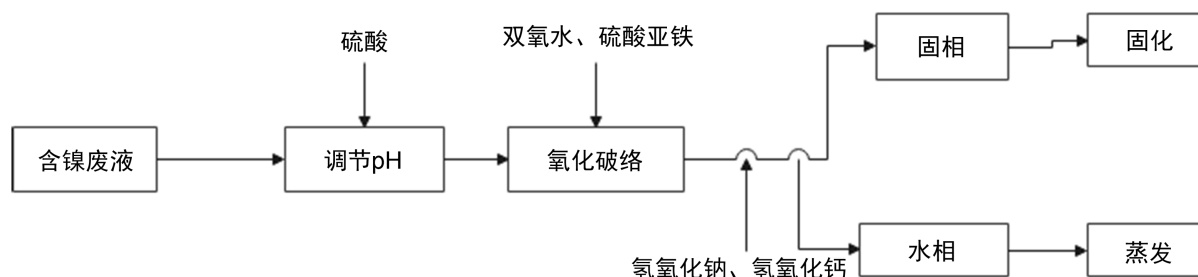 硫酸
双氧水、硫酸亚铁
固相
固化
含镍废液
调节pH
氧化破络
氢氧化钠、氢氧化钙
水相
蒸发